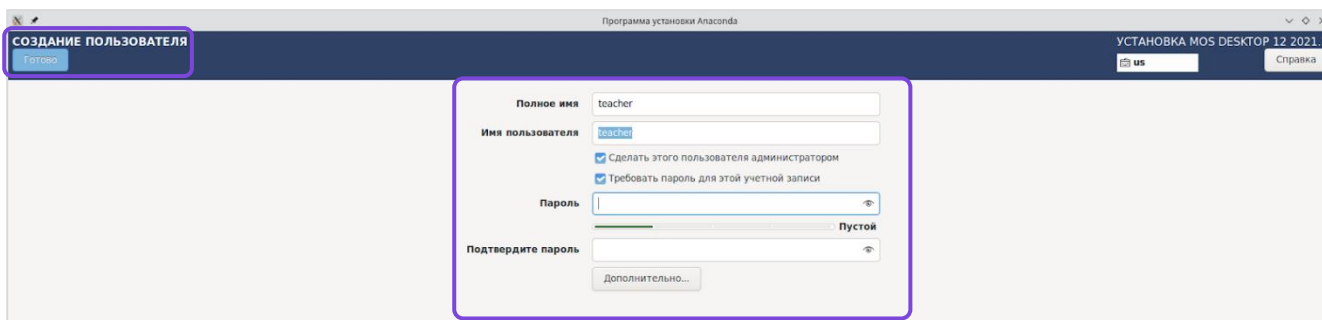 Программа установки Anaconda
СОЗДАНИЕ ПОЛЬЗОВАТЕЛЯ
УСТАНОВКА MOS DESKTOP 12 2021.
Готово
us
Справка
Полное имя teacher
Имя пользователя teacher
Сделать этого пользователя администратором
Требовать пароль для этой учетной записи
Пароль
Пустой
Подтвердите пароль
Дополнительно...